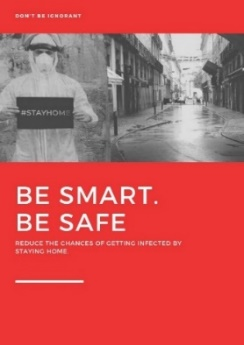 DON'T BE IGNORANT
#STAYHOME
BE SMART.
BE SAFE
REDUCE THE CHANCES OF GETTING INFECTED BY
STAYING HOME.